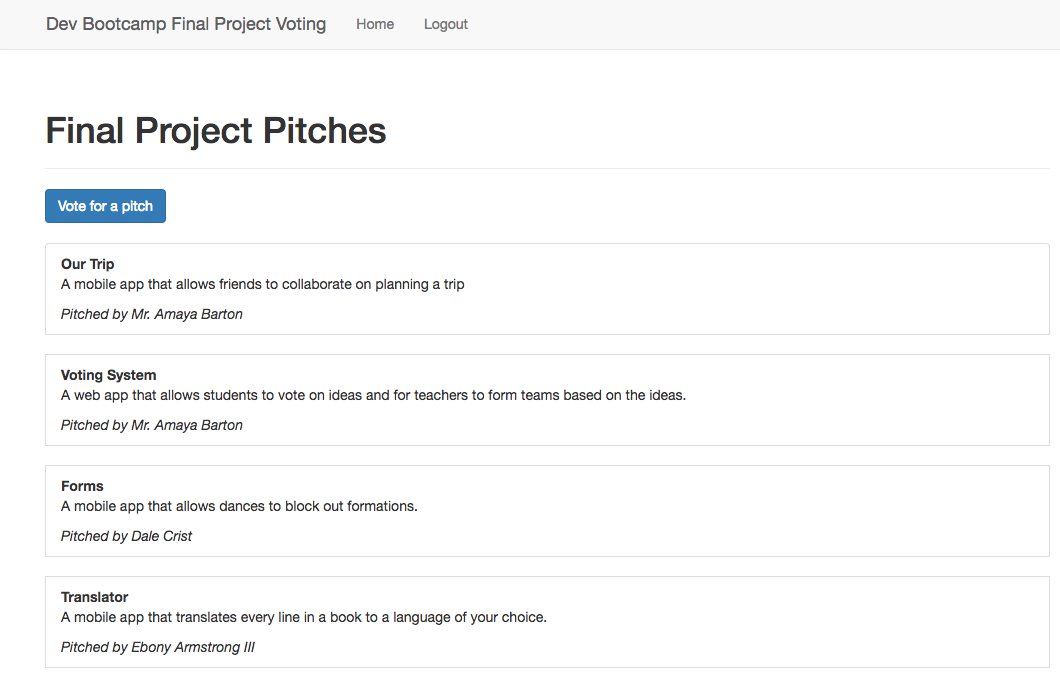 Dev Bootcamp Final Project Voting Home Logout
Final Project Pitches
Vote for a pitch
Our Trip
A mobile app that allows friends to collaborate on planning a trip
Pitched by Mr. Amaya Barton
Voting System
A web app that allows students to vote on ideas and for teachers to form teams based on the ideas.
Pitched by Mr. Amaya Barton
Forms
A mobile app that allows dances to block out formations.
Pitched by Dale Crist
Translator
A mobile app that translates every line in a book to a language of your choice.
Pitched by Ebony Armstrong III